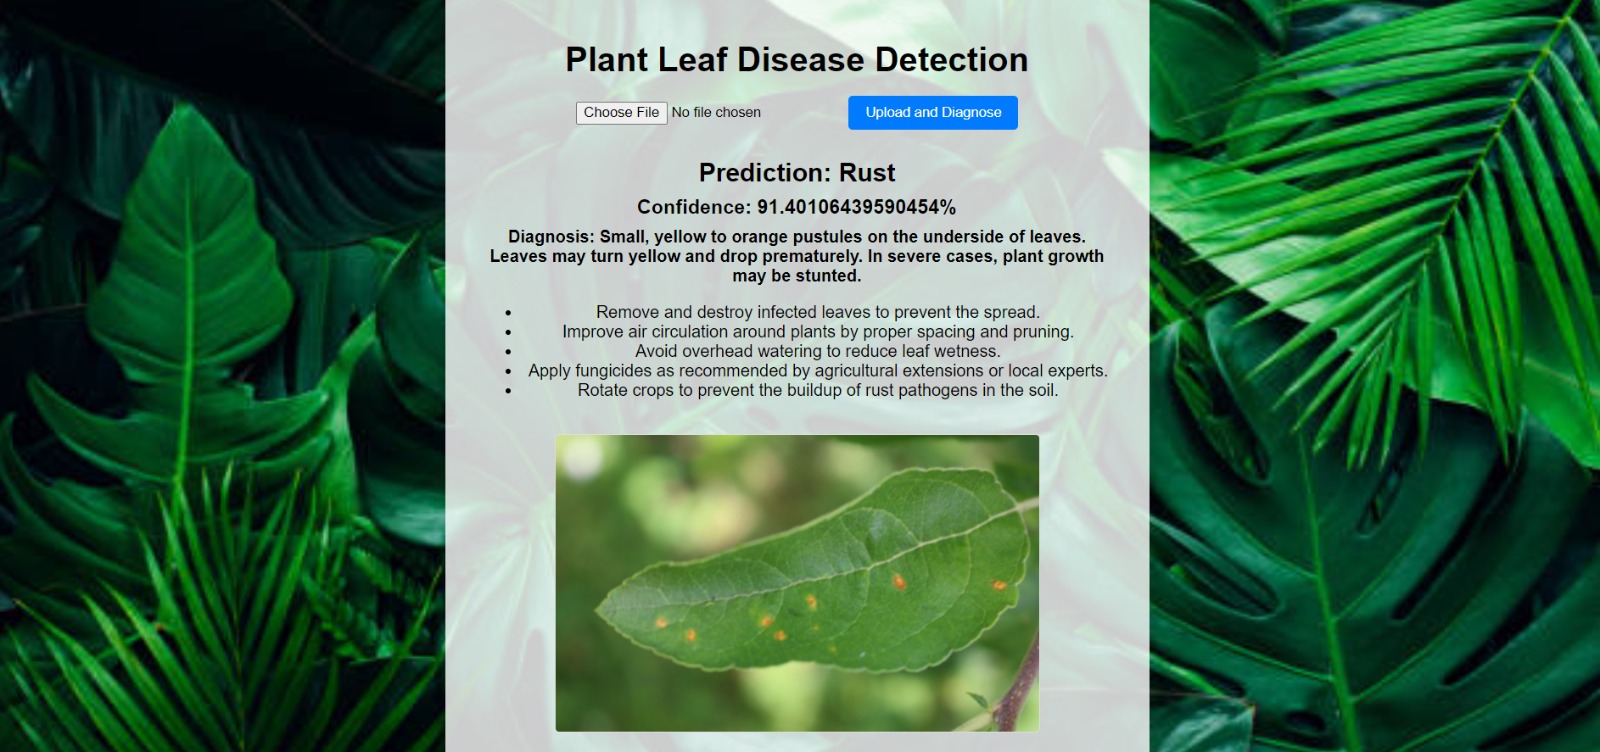 Plant Leaf Disease Detection
Choose File No file chosen
Upload and Diagnose
Prediction: Rust
Confidence: 91.40106439590454%
Diagnosis: Small, yellow to orange pustules on the underside of leaves.
Leaves may turn yellow and drop prematurely. In severe cases, plant growth
may be stunted.
• Remove and destroy infected leaves to prevent the spread.
• Improve air circulation around plants by proper spacing and pruning.
• Avoid overhead watering to reduce leaf wetness.
• Apply fungicides as recommended by agricultural extensions or local experts.
• Rotate crops to prevent the buildup of rust pathogens in the soil.